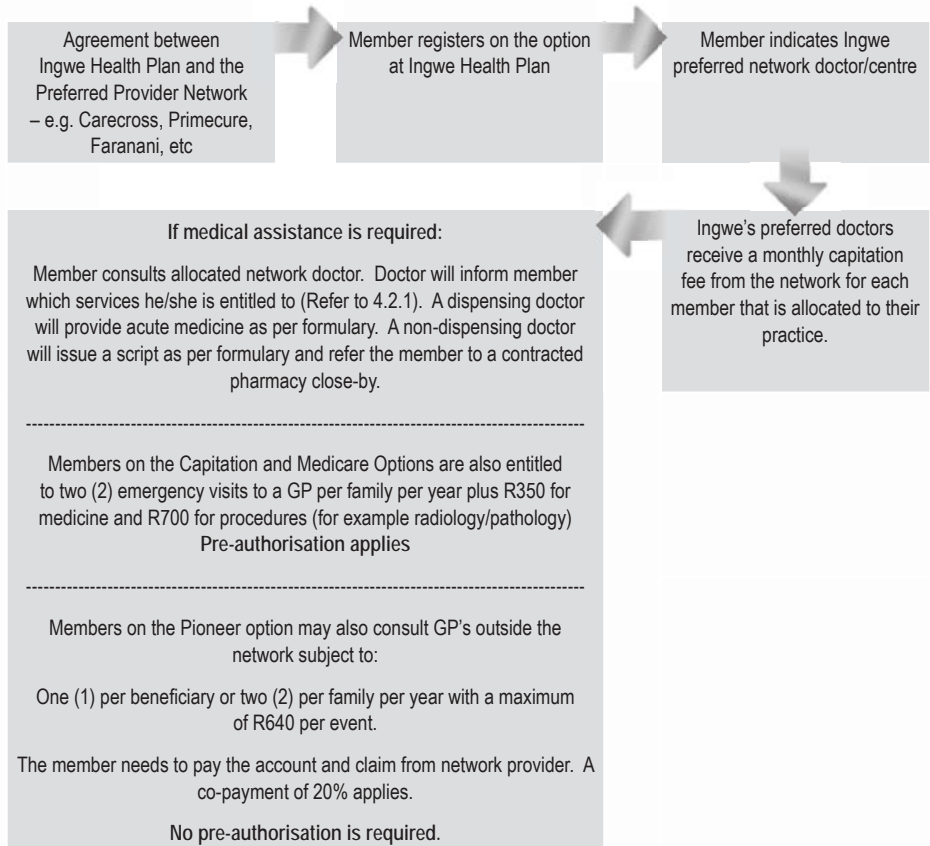 Agreement between
Ingwe Health Plan and the
Preferred Provider Network
– e.g. Carecross, Primecure,
Faranani, etc
Member registers on the option
at Ingwe Health Plan
Member indicates Ingwe
preferred network doctor/centre
Ingwe's preferred doctors
receive a monthly capitation
fee from the network for each
member that is allocated to their
practice.
If medical assistance is required:
Member consults allocated network doctor. Doctor will inform member
which services he/she is entitled to (Refer to 4.2.1). A dispensing doctor
will provide acute medicine as per formulary. A non-dispensing doctor
will issue a script as per formulary and refer the member to a contracted
pharmacy close-by.
Members on the Capitation and Medicare Options are also entitled
to two (2) emergency visits to a GP per family per year plus R350 for
medicine and R700 for procedures (for example radiology/pathology)
Pre-authorisation applies
Members on the Pioneer option may also consult GP's outside the
network subject to:
One (1) per beneficiary or two (2) per family per year with a maximum
of R640 per event.
The member needs to pay the account and claim from network provider. A
co-payment of 20% applies.
No pre-authorisation is required.